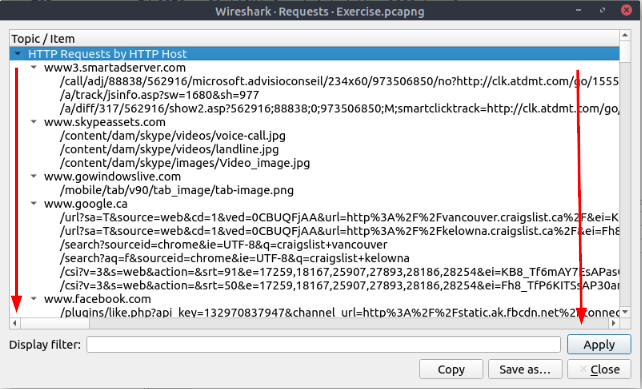 Wireshark · Requests · Exercise.pcapng
Topic / Item
HTTP Requests by HTTP Host
www3.smartadserver.com
/call/adj/88838/562916/microsoft.advisioconseil/234x60/973506850/no?http://clk.atdmt.com/go/1555
/a/track/jsinfo.asp?sw=1680&sh=977
/a/diff/317/562916/show2.asp?562916;88838;0;973506850;M;smartclicktrack=http://clk.atdmt.com/go,
www.skypeassets.com
/content/dam/skype/videos/voice-call.jpg
/content/dam/skype/videos/landline.jpg
/content/dam/skype/images/Video_image.jpg
www.gowindowslive.com
/mobile/tab/v90/tab_image/tab-image.png
www.google.ca
/url?sa=T&source=web&cd=1&ved=0CBUQFjAA&url=http%3A%2F%2Fvancouver.craigslist.ca%2F&ei=K
/url?sa=T&source=web&cd=1&ved=0CBUQFjAA&url=http%3A%2F%2Fkelowna.craigslist.ca%2F&ei=Fh8
/search?sourceid=chrome&ie=UTF-8&q=craigslist+vancouver
/search?aq=f&sourceid=chrome&ie=UTF-8&q=craigslist+kelowna
/csi?v=3&s=web&action=&srt=91&e=17259,18167,25907,27893,28186,28254&ei=KB8_Tf6mAY7EsAPas
/csi?v=3&s=web&action=&srt=50&e=17259,18167,25907,27893,28186,28254&ei=Fh8_TfP6KITSsAP30ar
www.facebook.com
/plugins/like.php?api_key=132970837947&channel_url=http%3A%2F%2Fstatic.ak.fbcdn.net%2Fconnec
Display filter:
Apply
Copy
Save as…
Close